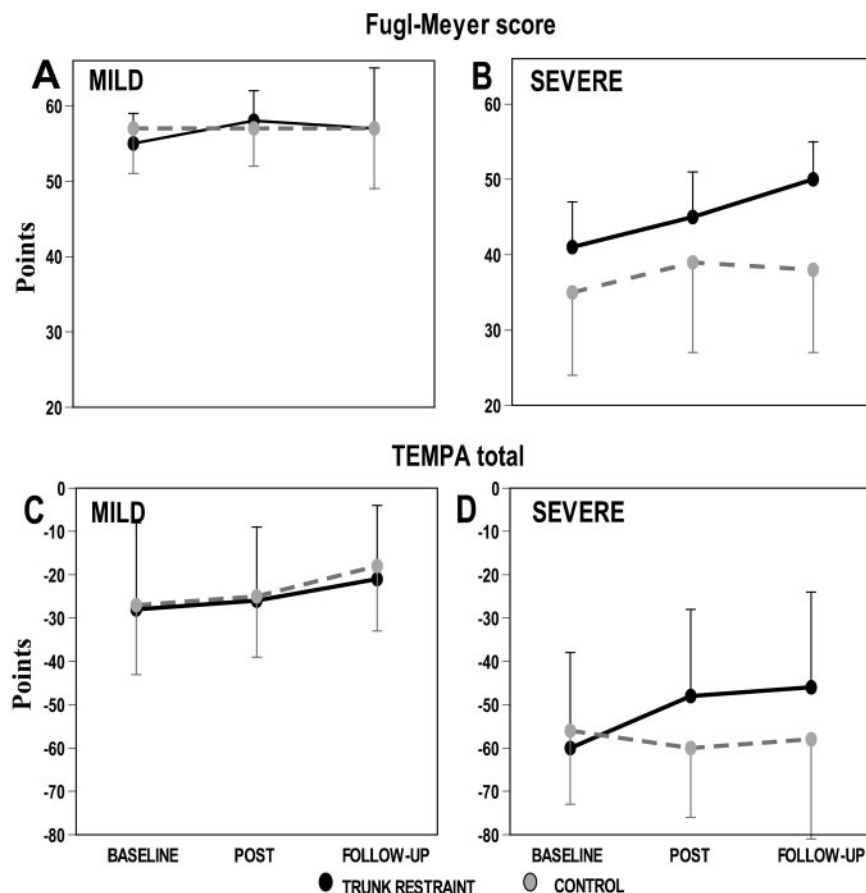 Fugl-Meyer score
A MILD
B SEVERE
Points
60
50
40
30
20
60
50
40
30
20
TEMPA total
C MILD
D SEVERE
Points
0
-10
-20
-30
-40
-50
-60
-70
-80
0
-10
-20
-30
-40
-50
-60
-70
-80
BASELINE POST FOLLOW-UP BASELINE POST FOLLOW-UP
TRUNK RESTRAINT CONTROL